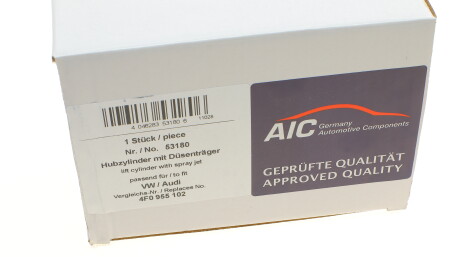 4 046283 53180 6 11026
1 Stück / piece
Nr. / No. 53180
Hubzylinder mit Düsenträger
lift cylinder with spray jet
passend für / to fit
VW / Audi
Vergleichs-Nr. / Replaces No.
4F0 955 102
AIC Germany
Automotive Components
GEPRÜFTE QUALITÄT
APPROVED QUALITY